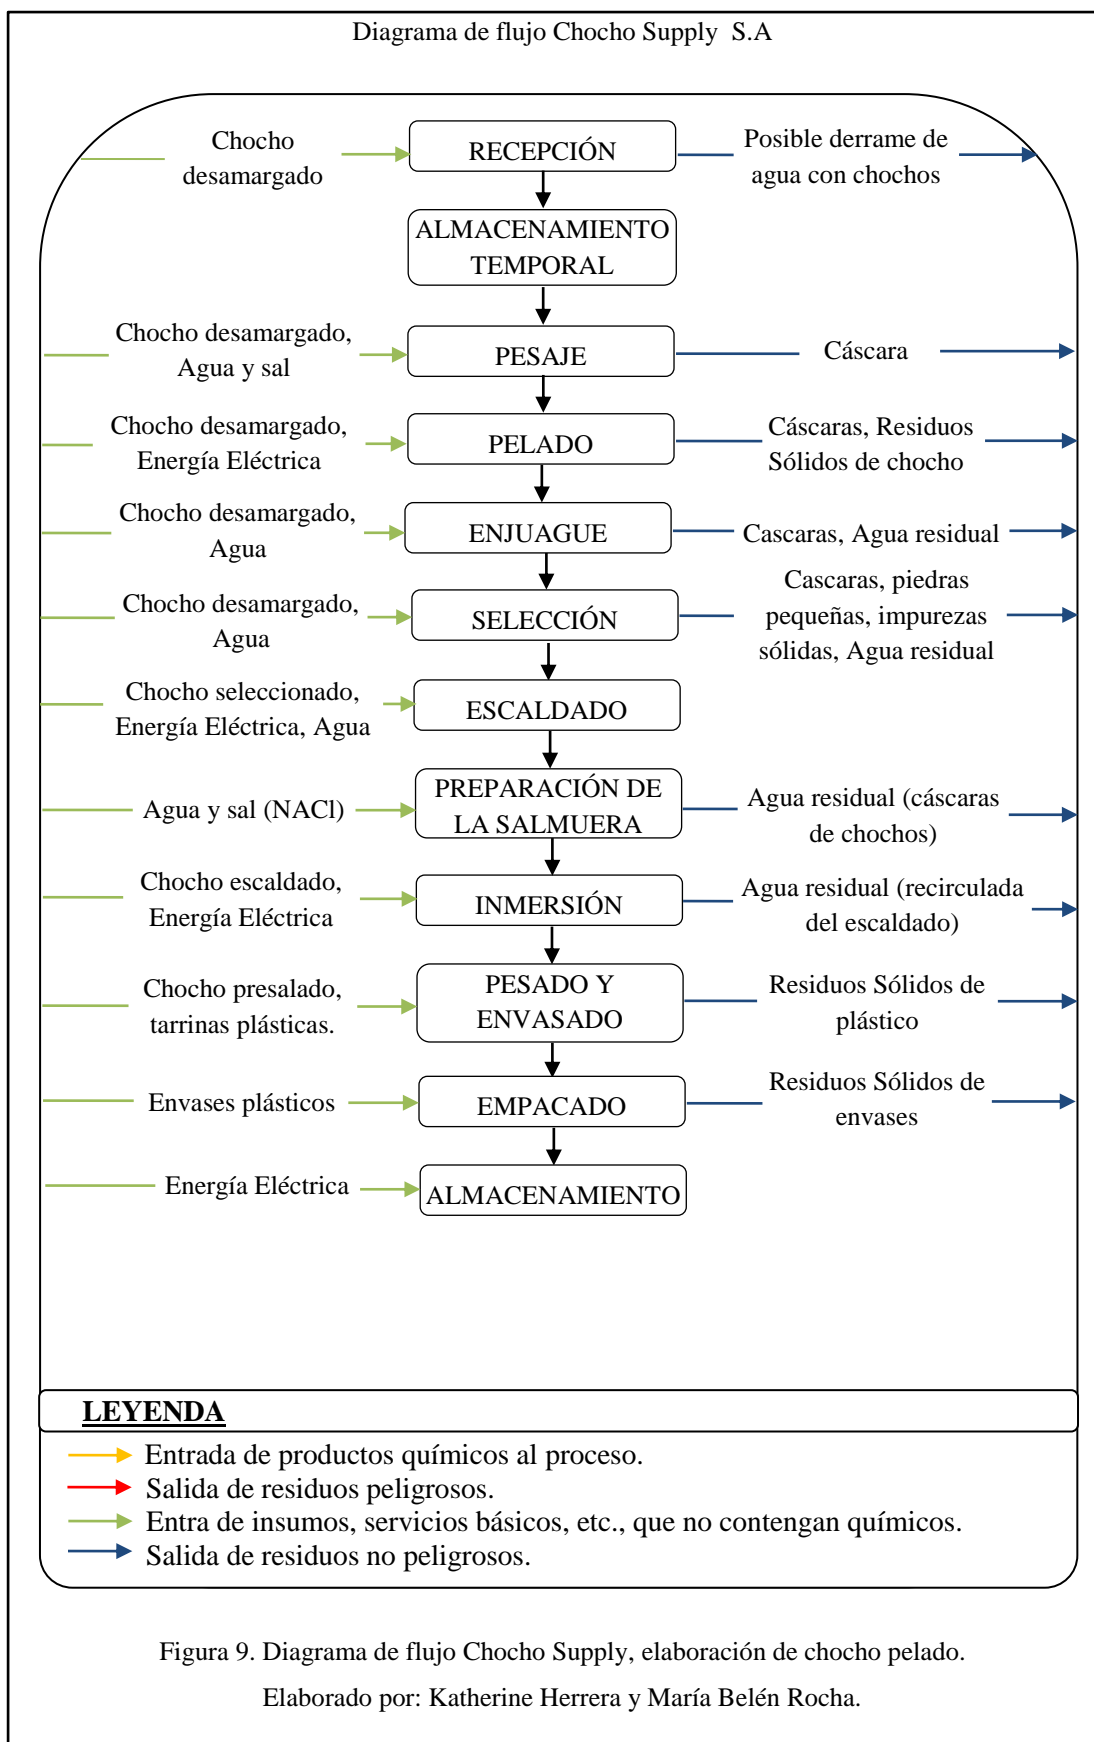 Diagrama de flujo Chocho Supply  S.A
Chocho
desamargado
RECEPCIÓN
Posible derrame de
agua con chochos
ALMACENAMIENTO
TEMPORAL
Chocho desamargado,
Agua y sal
PESAJE
Cáscara
Chocho desamargado,
Energía Eléctrica
PELADO
Cáscaras, Residuos
Sólidos de chocho
Chocho desamargado,
Agua
ENJUAGUE
Cascaras, Agua residual
Chocho desamargado,
Agua
SELECCIÓN
Cascaras, piedras
pequeñas, impurezas
sólidas, Agua residual
Chocho seleccionado,
Energía Eléctrica, Agua
ESCALDADO
Agua y sal (NACl)
PREPARACIÓN DE
LA SALMUERA
Agua residual (cáscaras
de chochos)
Chocho escaldado,
Energía Eléctrica
INMERSIÓN
Agua residual (recirculada
del escaldado)
Chocho presalado,
tarrinas plásticas.
PESADO Y
ENVASADO
Residuos Sólidos de
plástico
Envases plásticos
EMPACADO
Residuos Sólidos de
envases
Energía Eléctrica
ALMACENAMIENTO
LEYENDA
Entrada de productos químicos al proceso.
Salida de residuos peligrosos.
Entra de insumos, servicios básicos, etc., que no contengan químicos.
Salida de residuos no peligrosos.
Figura 9. Diagrama de flujo Chocho Supply, elaboración de chocho pelado.
Elaborado por: Katherine Herrera y María Belén Rocha.